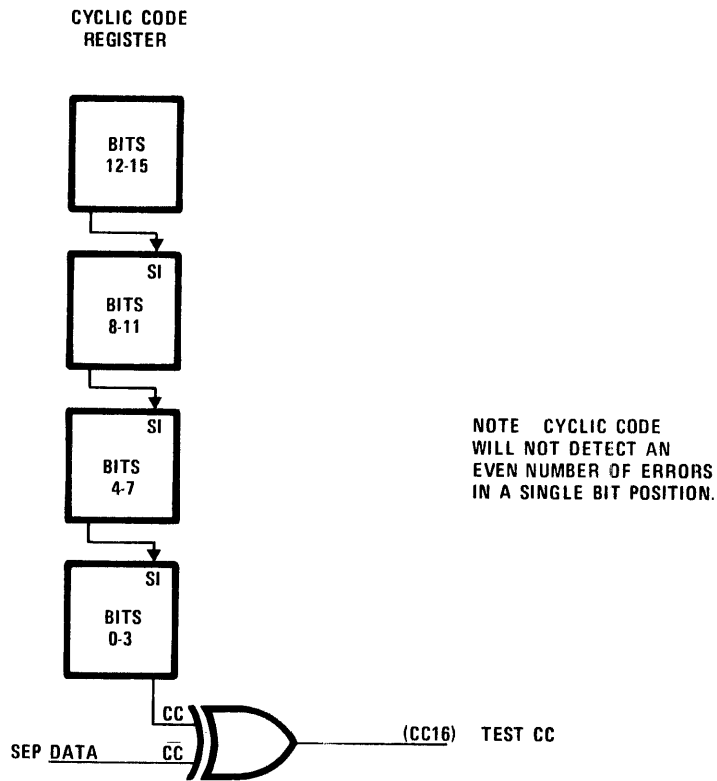 CYCLIC CODE
REGISTER
BITS
12-15
SI
BITS
8-11
SI
BITS
4-7
NOTE CYCLIC CODE
WILL NOT DETECT AN
EVEN NUMBER OF ERRORS
IN A SINGLE BIT POSITION.
SI
BITS
0-3
CC
(CC16) TEST CC
SEP DATA C̅C̅